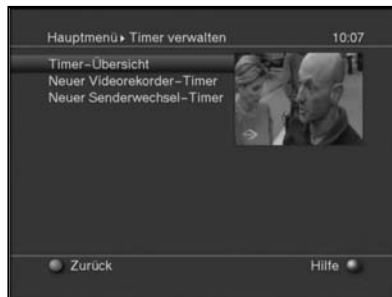 Hauptmenü▸Timer verwalten 10:07
Timer-Übersicht
Neuer Videorekorder-Timer
Neuer Senderwechsel-Timer
Zurück Hilfe